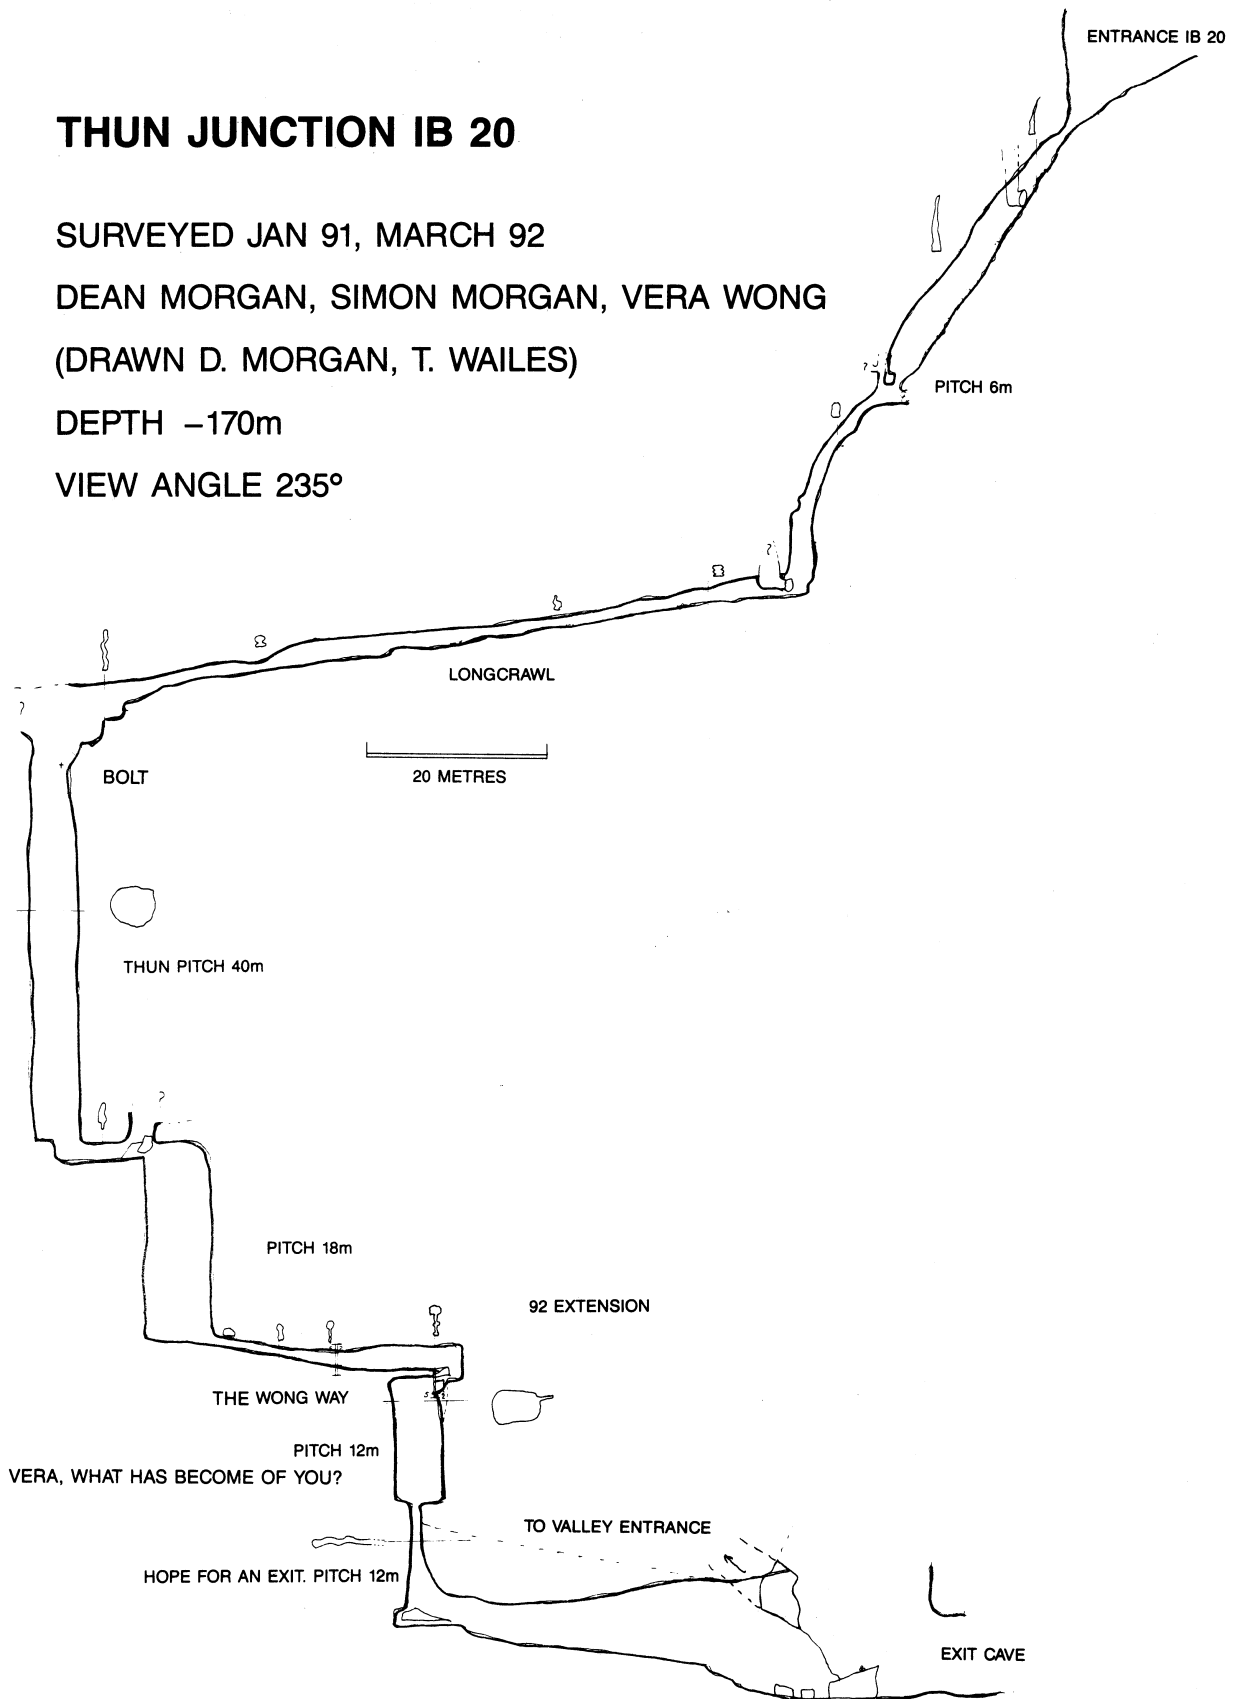 ENTRANCE IB 20
THUN JUNCTION IB 20
SURVEYED JAN 91, MARCH 92
DEAN MORGAN, SIMON MORGAN, VERA WONG
(DRAWN D. MORGAN, T. WAILES)
DEPTH –170m
VIEW ANGLE 235°
?
PITCH 6m
?
LONGCRAWL
?
20 METRES
BOLT
THUN PITCH 40m
?
PITCH 18m
92 EXTENSION
THE WONG WAY
PITCH 12m
VERA, WHAT HAS BECOME OF YOU?
TO VALLEY ENTRANCE
HOPE FOR AN EXIT. PITCH 12m
EXIT CAVE